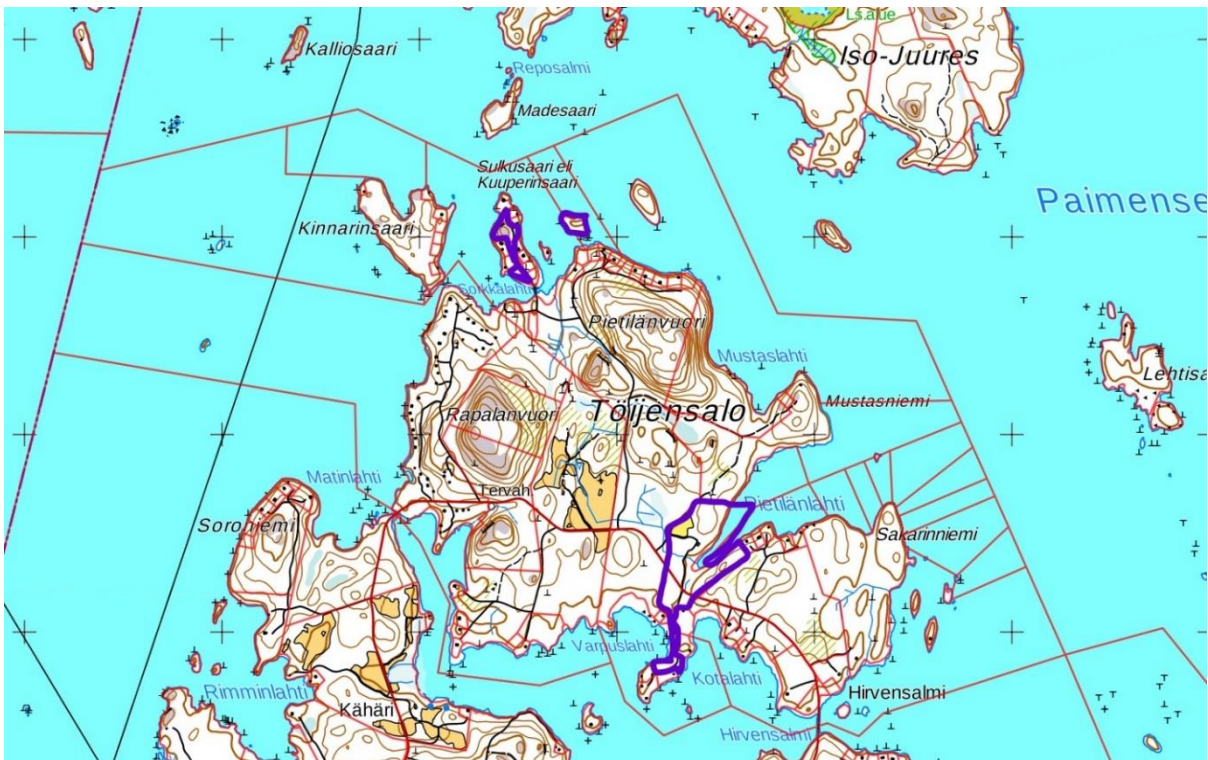 Ls.alue
Kalliosaari
Iso-Juures
Reposalmi
Madesaari
Sulkusaari eli
Kuuperinsaari
Paimense
Kinnarinsaari
Sorkkalahti
Pietilänvuori
Mustaslahti
Lehtisa
Mustasniemi
Rapalanvuori
Töijensalo
Matinlahti
Tervah
Pietilänlahti
Soroniemi
Sakarinniemi
Varpuslahti
Kotalahti
Rimminlahti
Hirvensalmi
Kähäri
Hirvensalmi